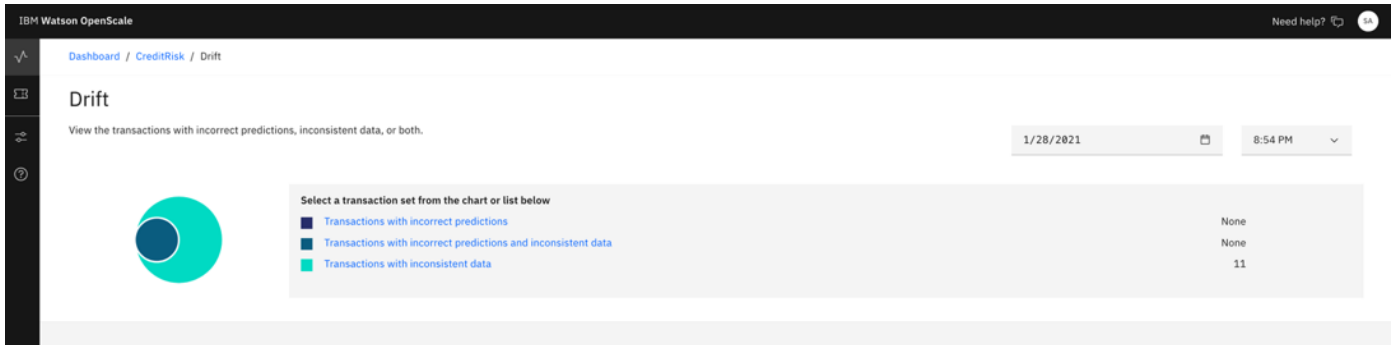 IBM Watson OpenScale
Need help?
SA
Dashboard / CreditRisk / Drift
Drift
View the transactions with incorrect predictions, inconsistent data, or both.
1/28/2021
8:54 PM
Select a transaction set from the chart or list below
Transactions with incorrect predictions None
Transactions with incorrect predictions and inconsistent data None
Transactions with inconsistent data 11